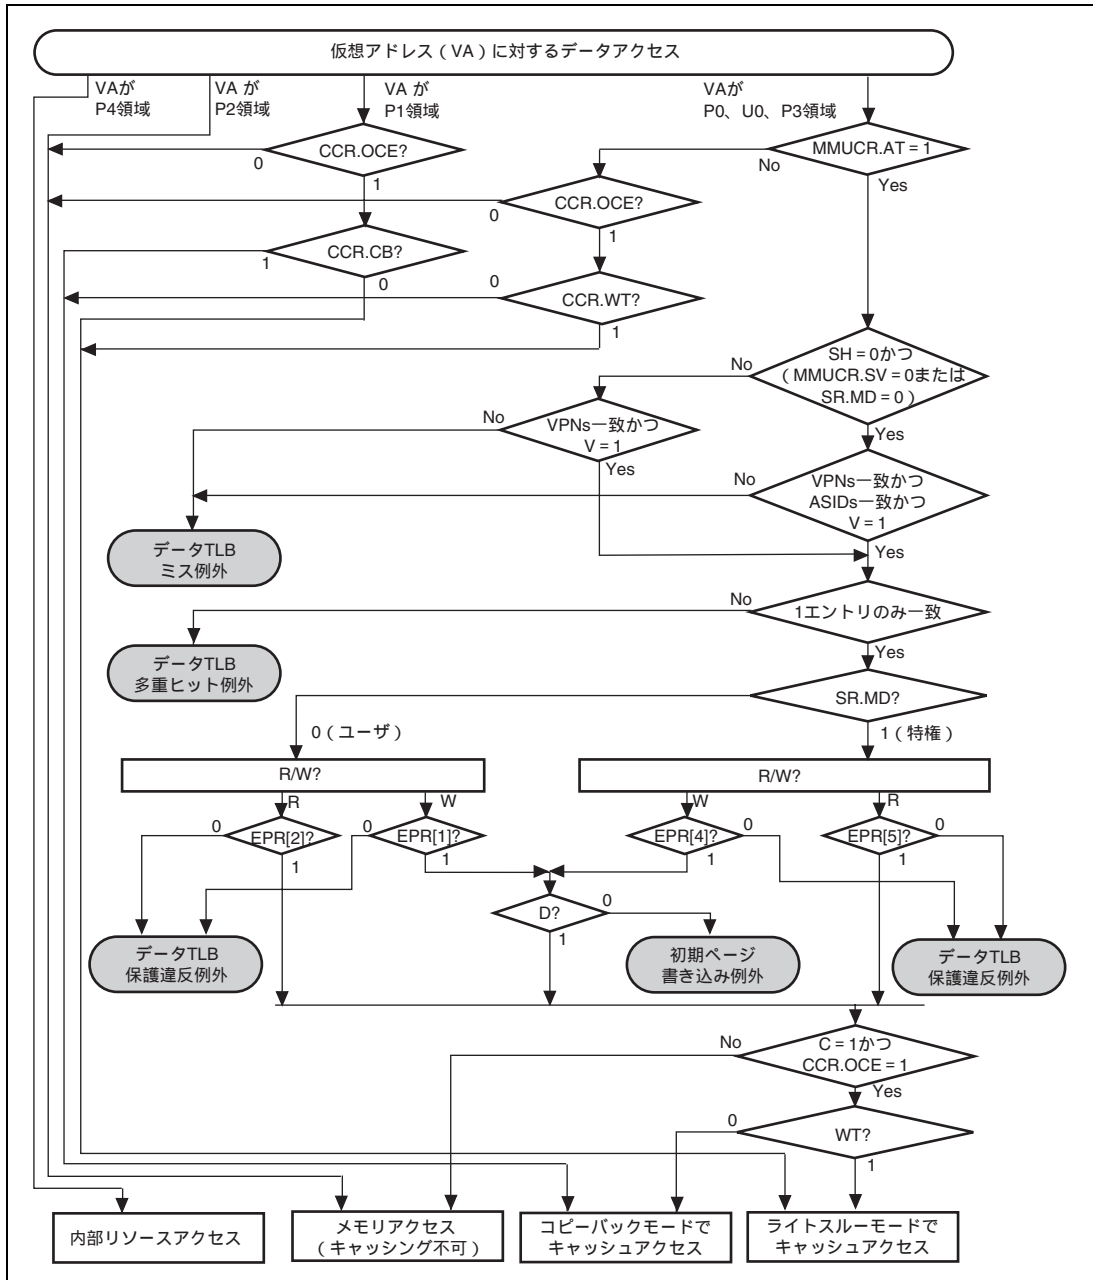 仮想アドレス(VA)に対するデータアクセス
VAが
P4領域
VA が
P2領域
VA が
P1領域
VAが
P0、U0、P3領域
CCR.OCE?
0
1
MMUCR.AT = 1
No
Yes
CCR.OCE?
0
1
CCR.CB?
1
0
CCR.WT?
0
1
SH = 0かつ
(MMUCR.SV = 0または
SR.MD = 0)
No
Yes
VPNs一致かつ
V = 1
No
Yes
VPNs一致かつ
ASIDs一致かつ
V = 1
No
Yes
データTLB
ミス例外
1エントリのみ一致
No
Yes
データTLB
多重ヒット例外
SR.MD?
0(ユーザ)
1(特権)
R/W?
R
W
R/W?
W
R
EPR[2]?
0
1
EPR[1]?
0
1
EPR[4]?
0
1
EPR[5]?
0
1
D?
0
1
データTLB
保護違反例外
初期ページ
書き込み例外
データTLB
保護違反例外
C = 1かつ
CCR.OCE = 1
No
Yes
WT?
0
1
内部リソースアクセス
メモリアクセス
(キャッシング不可)
コピーバックモードで
キャッシュアクセス
ライトスルーモードで
キャッシュアクセス